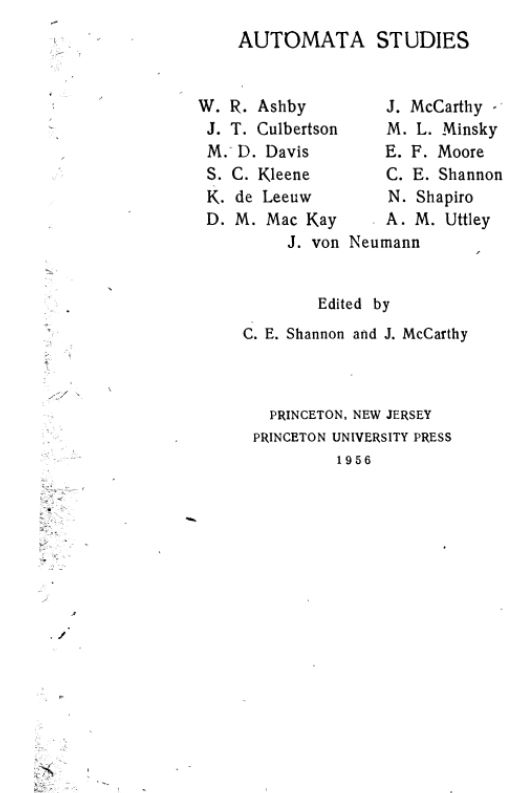 AUTOMATA STUDIES
W. R. Ashby J. McCarthy
J. T. Culbertson M. L. Minsky
M. D. Davis E. F. Moore
S. C. Kleene C. E. Shannon
K. de Leeuw N. Shapiro
D. M. Mac Kay A. M. Uttley
J. von Neumann
Edited by
C. E. Shannon and J. McCarthy
PRINCETON, NEW JERSEY
PRINCETON UNIVERSITY PRESS
1956